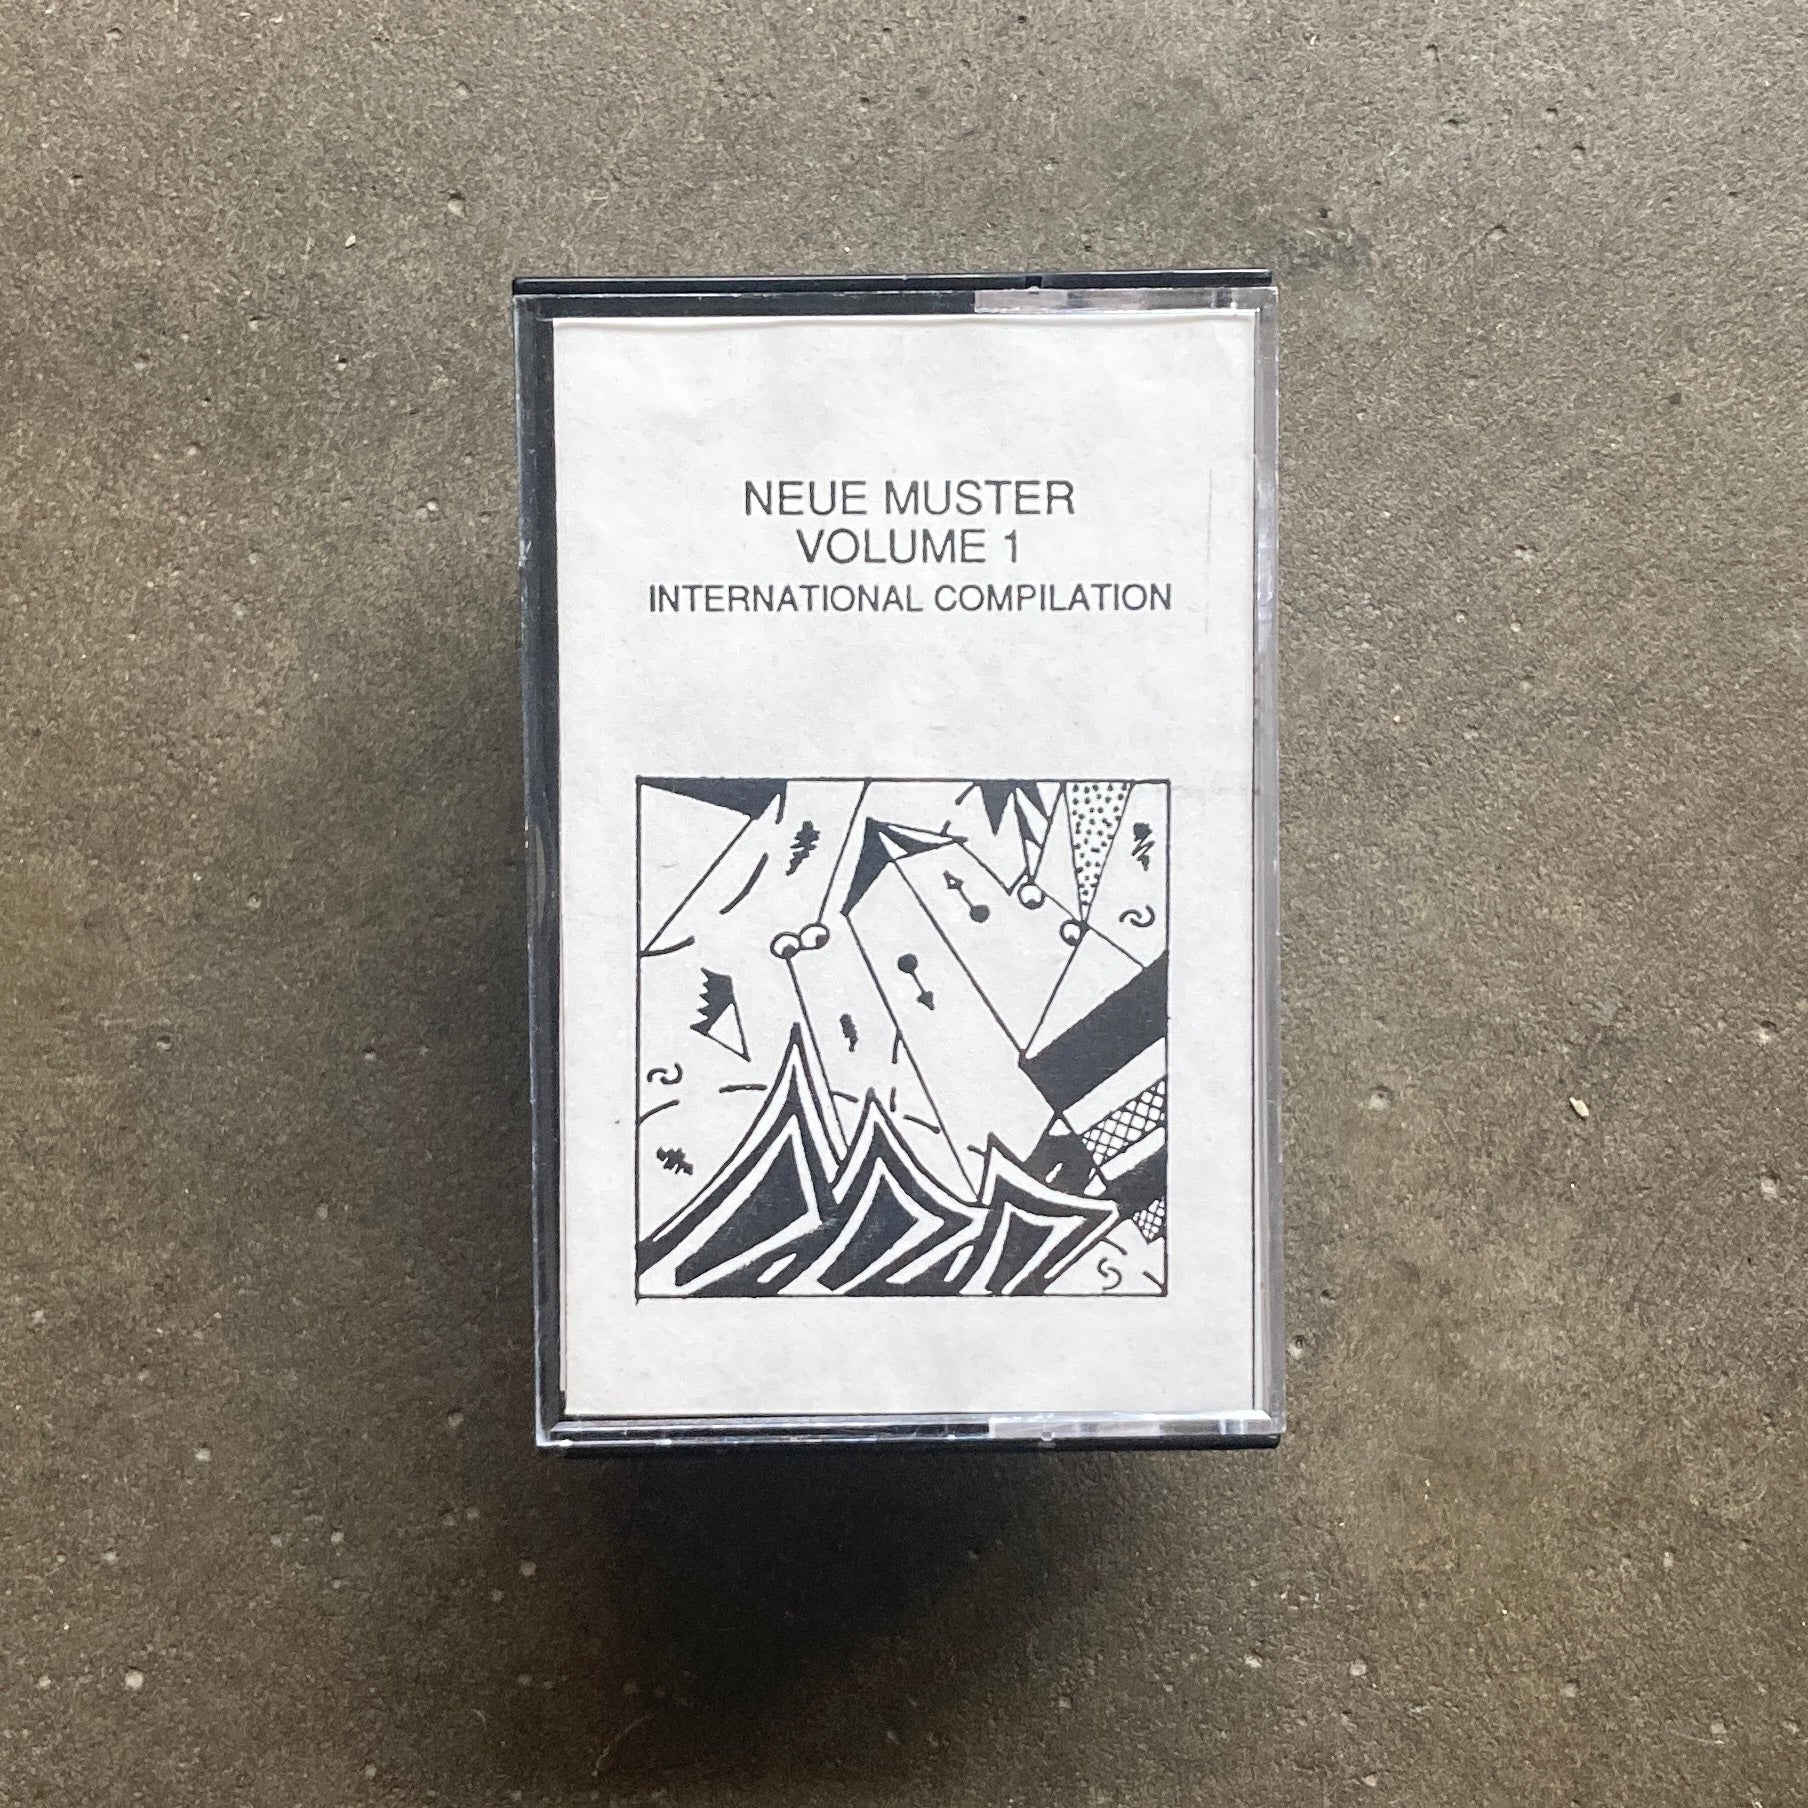 NEUE MUSTER
VOLUME 1
INTERNATIONAL COMPILATION